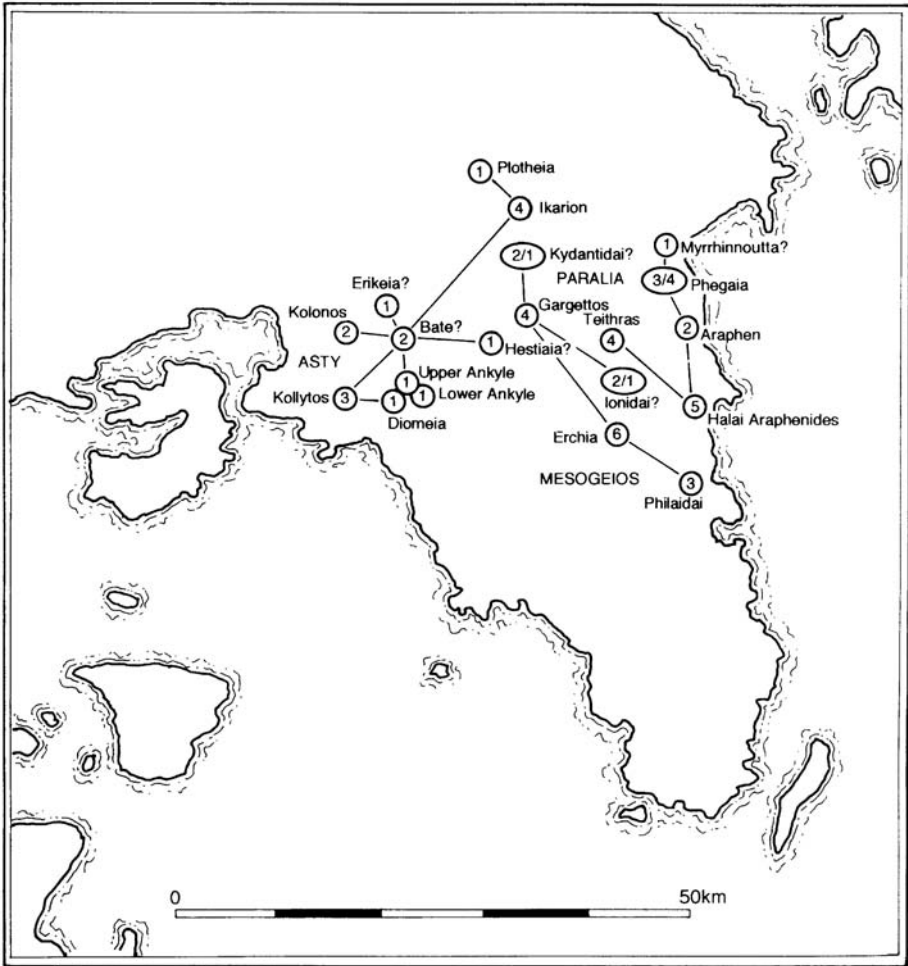 1 Plotheia
4 Ikarion
1 Myrrhinnoutta?
2/1 Kydantidai?
PARALIA
3/4 Phegaia
Erikeia?
1
Kolonos
2
Bate?
2
Gargettos
4
Teithras
4
2 Araphen
1 Hestiaia?
ASTY
Upper Ankyle
1
Kollytos 3
1 Lower Ankyle
1
Diomeia
2/1
Ionidai?
5 Halai Araphenides
Erchia 6
MESOGEIOS
3
Philaidai
0 50km